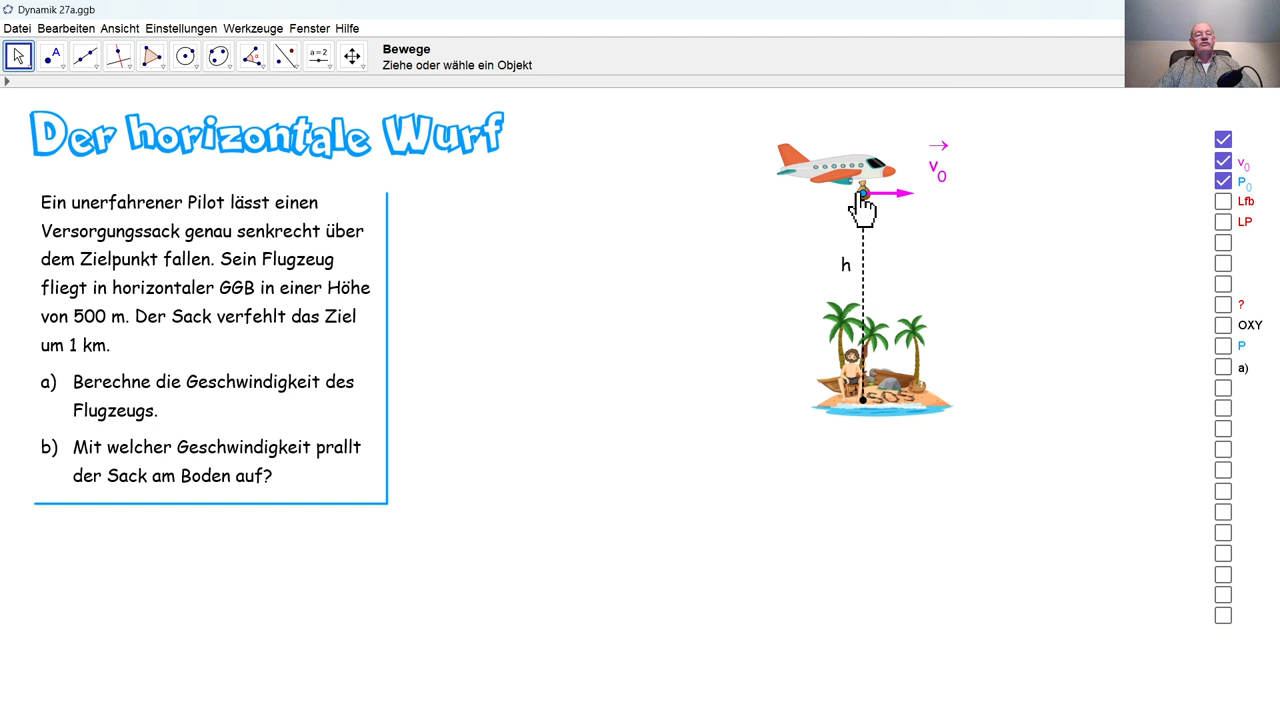 Dynamik 27a.ggb
Datei Bearbeiten Ansicht Einstellungen Werkzeuge Fenster Hilfe
A
a=2
Bewege
Ziehe oder wähle ein Objekt
Der horizontale Wurf
Ein unerfahrener Pilot lässt einen
Versorgungssack genau senkrecht über
dem Zielpunkt fallen. Sein Flugzeug
fliegt in horizontaler GGB in einer Höhe
von 500 m. Der Sack verfehlt das Ziel
um 1 km.
a) Berechne die Geschwindigkeit des
Flugzeugs.
b) Mit welcher Geschwindigkeit prallt
der Sack am Boden auf?
v₀
h
SOS
v₀
P₀
Lfb
LP
?
OXY
P
a)